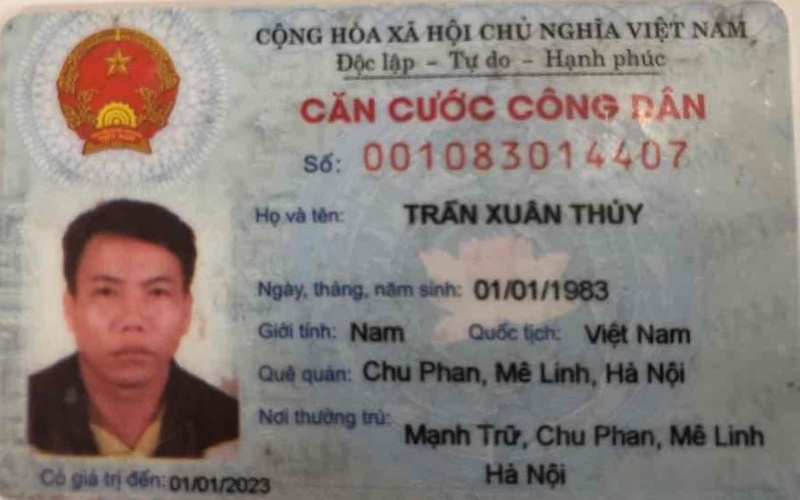 CỘNG HÒA XÃ HỘI CHỦ NGHĨA VIỆT NAM
Độc lập – Tự do – Hạnh phúc
CĂN CƯỚC CÔNG DÂN
Số: 001083014407
Họ và tên: TRẦN XUÂN THỦY
Ngày, tháng, năm sinh: 01/01/1983
Giới tính: Nam Quốc tịch: Việt Nam
Quê quán: Chu Phan, Mê Linh, Hà Nội
Nơi thường trú: Mạnh Trữ, Chu Phan, Mê Linh
Hà Nội
Có giá trị đến: 01/01/2023